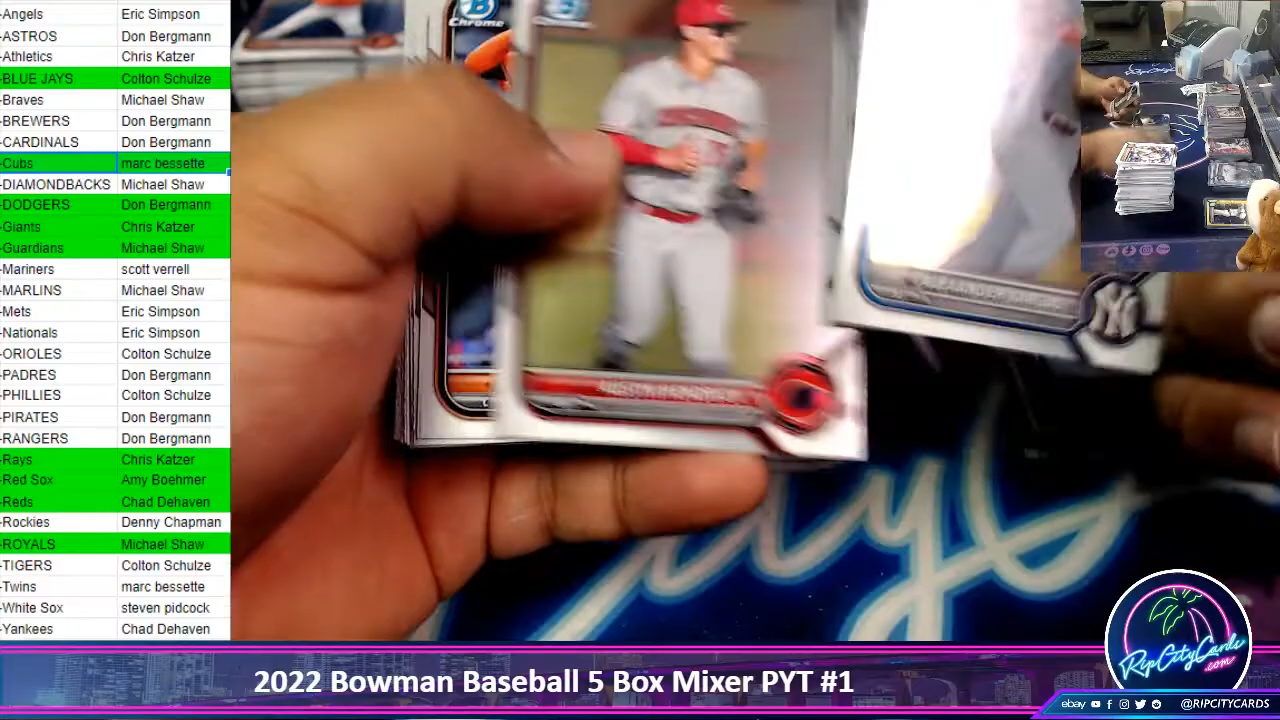 -Angels Eric Simpson
-ASTROS Don Bergmann
-Athletics Chris Katzer
-BLUE JAYS Colton Schulze
-Braves Michael Shaw
-BREWERS Don Bergmann
-CARDINALS Don Bergmann
-Cubs marc bessette
-DIAMONDBACKS Michael Shaw
-DODGERS Don Bergmann
-Giants Chris Katzer
-Guardians Michael Shaw
-Mariners scott verrell
-MARLINS Michael Shaw
-Mets Eric Simpson
-Nationals Eric Simpson
-ORIOLES Colton Schulze
-PADRES Don Bergmann
-PHILLIES Colton Schulze
-PIRATES Don Bergmann
-RANGERS Don Bergmann
-Rays Chris Katzer
-Red Sox Amy Boehmer
-Reds Chad Dehaven
-Rockies Denny Chapman
-ROYALS Michael Shaw
-TIGERS Colton Schulze
-Twins marc bessette
-White Sox steven pidcock
-Yankees Chad Dehaven
B
Chrome
NY
RipCityCards
.com
2022 Bowman Baseball 5 Box Mixer PYT #1
ebay @RIPCITYCARDS